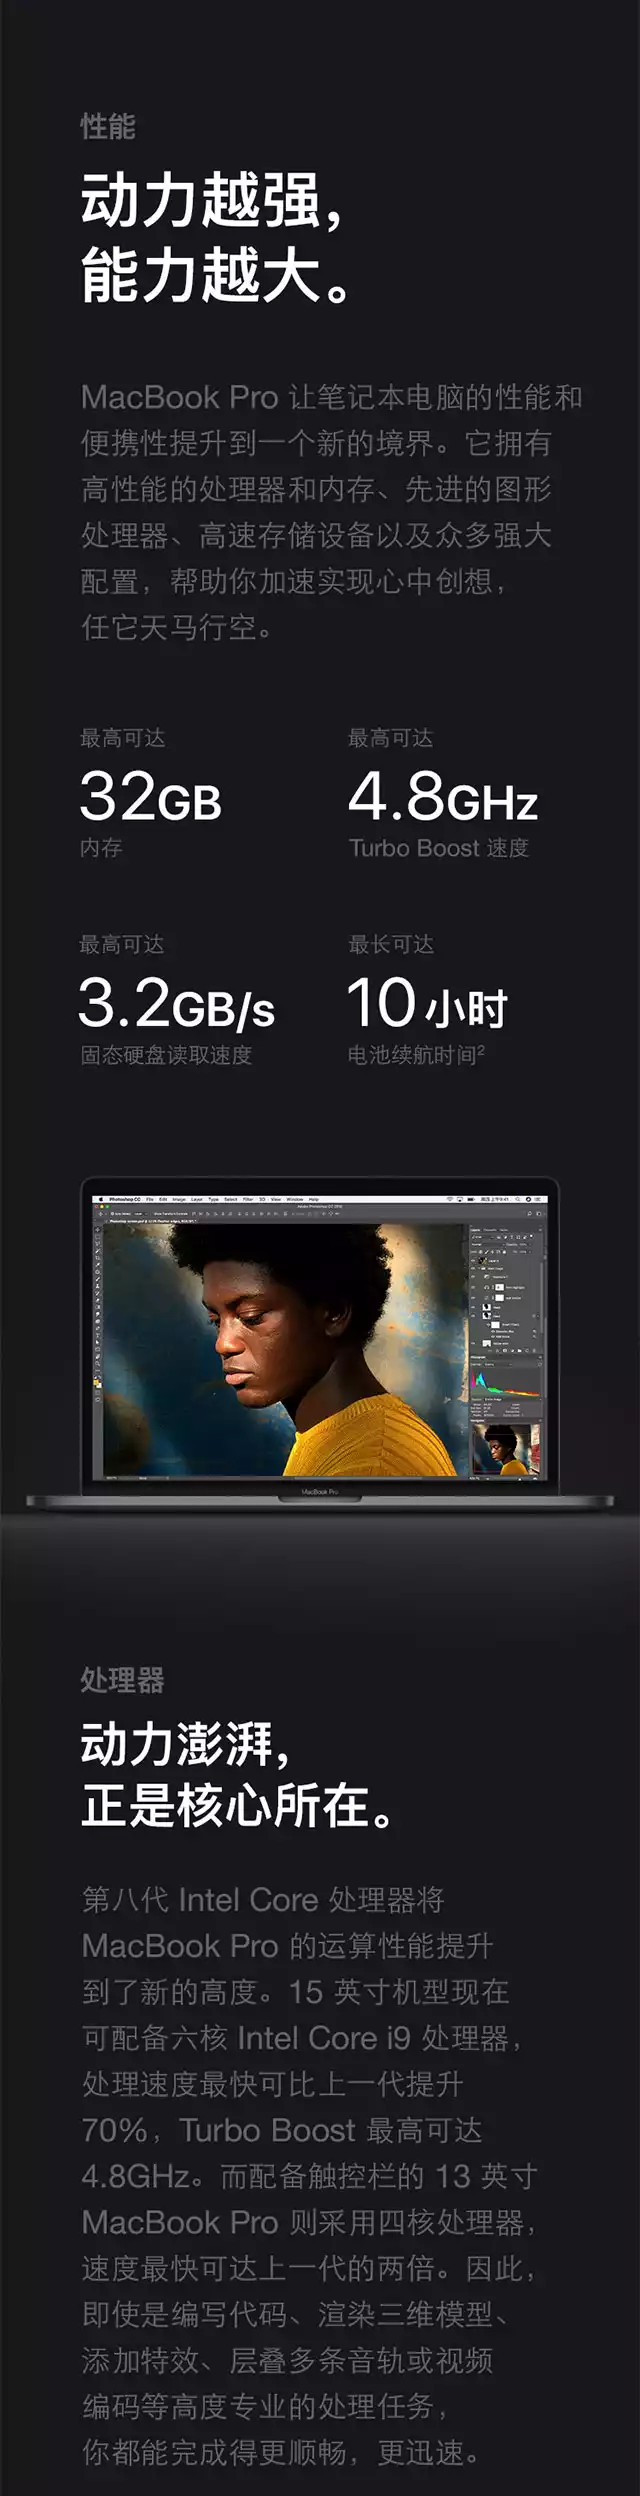 性能
动力越强，
能力越大。
MacBook Pro 让笔记本电脑的性能和
便携性提升到一个新的境界。它拥有
高性能的处理器和内存、先进的图形
处理器、高速存储设备以及众多强大
配置，帮助你加速实现心中创想，
任它天马行空。
最高可达 最高可达
32GB 4.8GHz
内存 Turbo Boost 速度
最高可达 最长可达
3.2GB/s 10 小时
固态硬盘读取速度 电池续航时间2
Photoshop CC File Edit Image Layer Type Select Filter 3D View Window Help
MacBook Pro
处理器
动力澎湃，
正是核心所在。
第八代 Intel Core 处理器将
MacBook Pro 的运算性能提升
到了新的高度。15 英寸机型现在
可配备六核 Intel Core i9 处理器，
处理速度最快可比上一代提升
70%，Turbo Boost 最高可达
4.8GHz。而配备触控栏的 13 英寸
MacBook Pro 则采用四核处理器，
速度最快可达上一代的两倍。因此，
即使是编写代码、渲染三维模型、
添加特效、层叠多条音轨或视频
编码等高度专业的处理任务，
你都能完成得更顺畅，更迅速。